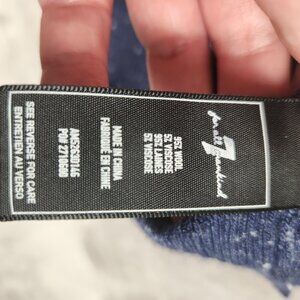 7
for all mankind
95% WOOL
5% VISCOSE
95% LAINES
5% VISCOSE
MADE IN CHINA
FABRIQUÉ EN CHINE
SEE REVERSE FOR CARE
ENTRETIEN AU VERSO